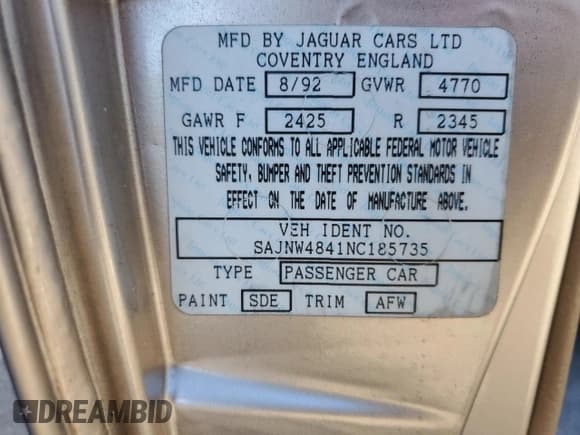 MFD BY JAGUAR CARS LTD
COVENTRY ENGLAND
MFD DATE 8/92 GVWR 4770
GAWR F 2425 R 2345
THIS VEHICLE CONFORMS TO ALL APPLICABLE FEDERAL MOTOR VEHICLE
SAFETY, BUMPER AND THEFT PREVENTION STANDARDS IN
EFFECT ON THE DATE OF MANUFACTURE ABOVE.
VEH IDENT NO.
SAJNW4841NC185735
TYPE PASSENGER CAR
PAINT SDE TRIM AFW
DREAMBID